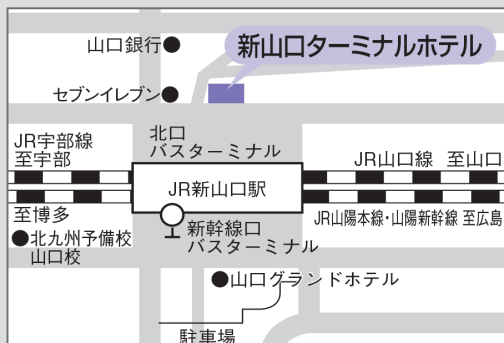 山口銀行
新山口ターミナルホテル
セブンイレブン
北口
バスターミナル
JR宇部線
至宇部
JR山口線 至山口
JR新山口駅
至博多
JR山陽本線・山陽新幹線 至広島
北九州予備校
山口校
新幹線口
バスターミナル
山口グランドホテル
駐車場